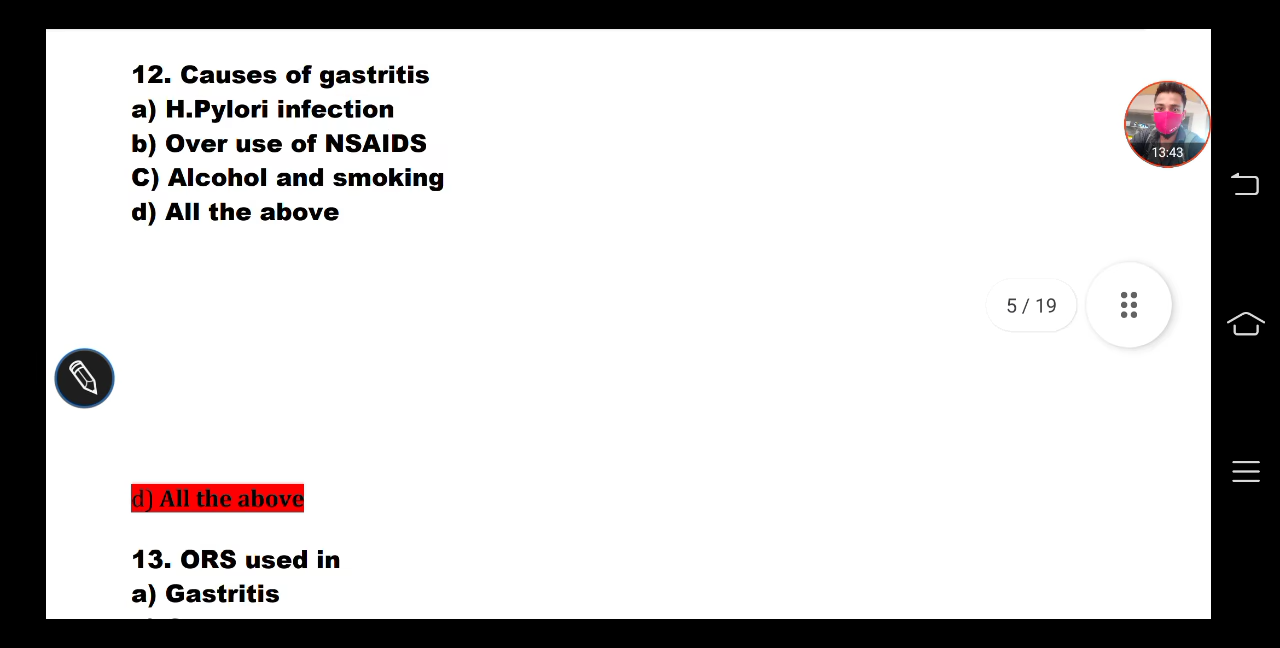 12. Causes of gastritis
a) H.Pylori infection
b) Over use of NSAIDS
C) Alcohol and smoking
d) All the above
13:43
5 / 19
d) All the above
13. ORS used in
a) Gastritis